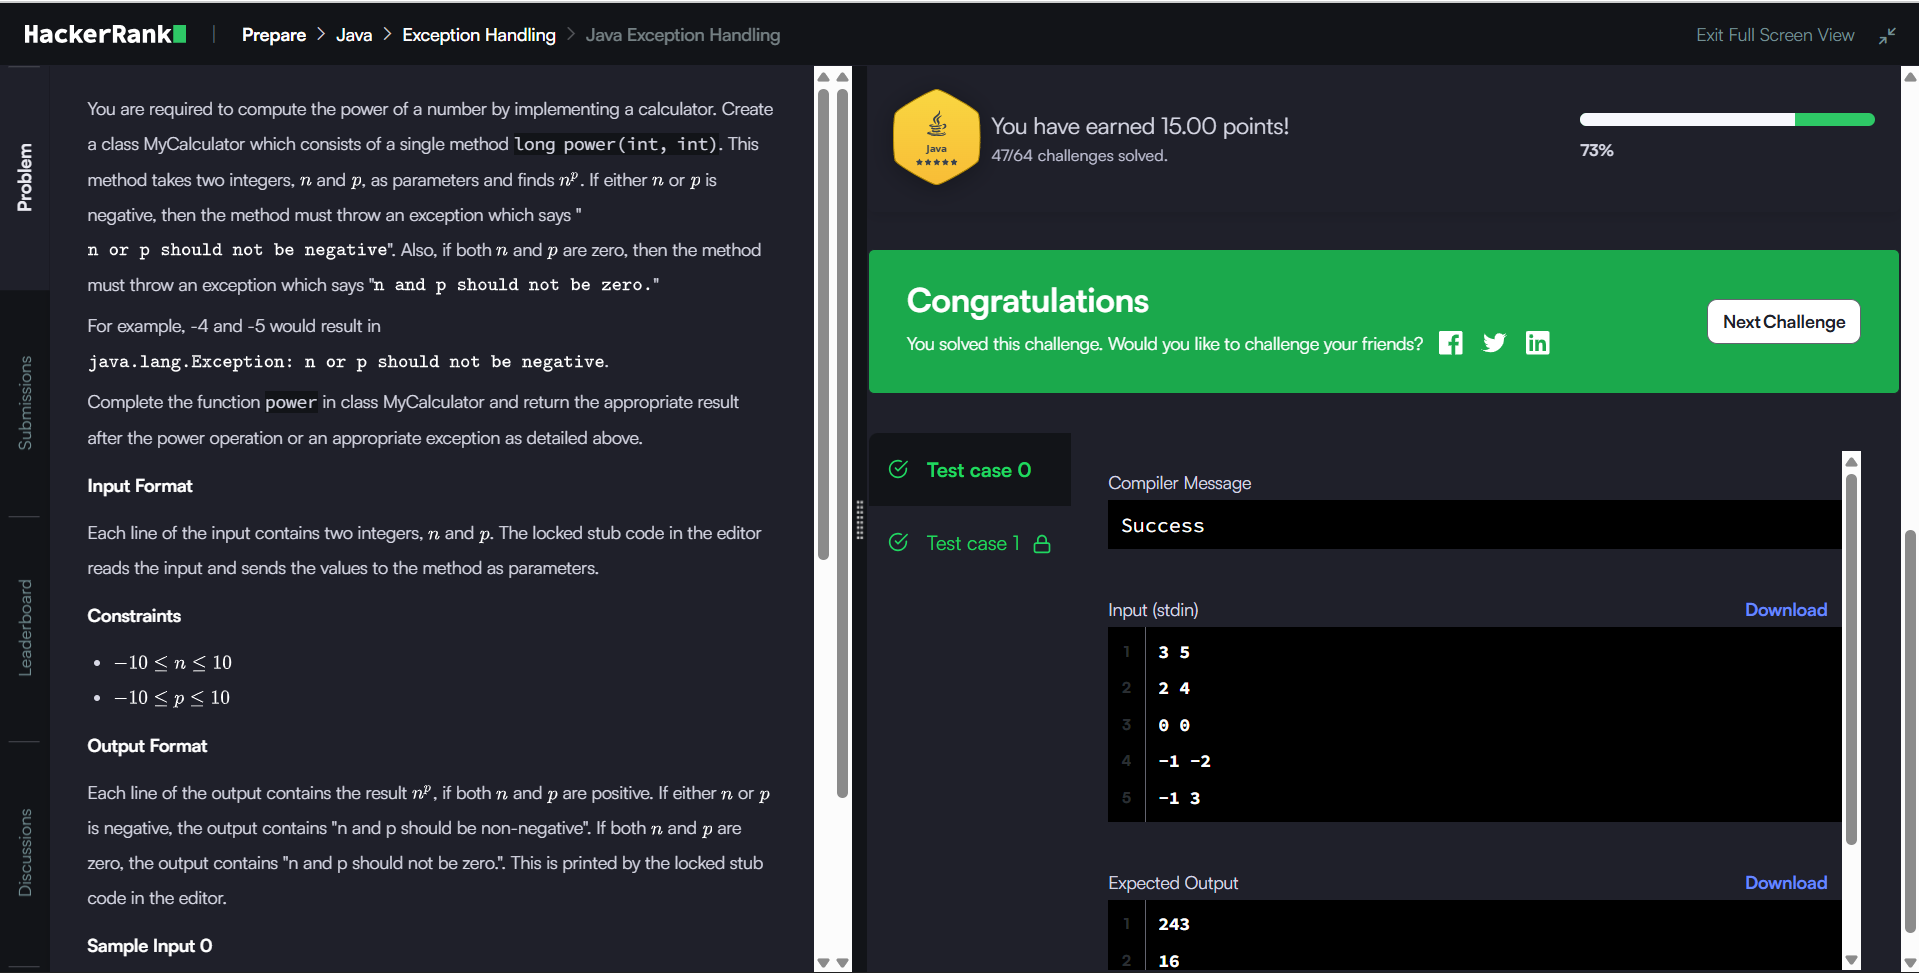 HackerRank
Prepare > Java > Exception Handling > Java Exception Handling
Exit Full Screen View
Problem
Submissions
Leaderboard
Discussions
You are required to compute the power of a number by implementing a calculator. Create
a class MyCalculator which consists of a single method long power(int, int). This
method takes two integers, n and p, as parameters and finds nᵖ. If either n or p is
negative, then the method must throw an exception which says "
n or p should not be negative". Also, if both n and p are zero, then the method
must throw an exception which says "n and p should not be zero."
For example, -4 and -5 would result in
java.lang.Exception: n or p should not be negative.
Complete the function power in class MyCalculator and return the appropriate result
after the power operation or an appropriate exception as detailed above.
Input Format
Each line of the input contains two integers, n and p. The locked stub code in the editor
reads the input and sends the values to the method as parameters.
Constraints
• −10 ≤ n ≤ 10
• −10 ≤ p ≤ 10
Output Format
Each line of the output contains the result nᵖ, if both n and p are positive. If either n or p
is negative, the output contains "n and p should be non-negative". If both n and p are
zero, the output contains "n and p should not be zero.". This is printed by the locked stub
code in the editor.
Sample Input 0
Java
★★★★★
You have earned 15.00 points!
47/64 challenges solved.
73%
Congratulations
You solved this challenge. Would you like to challenge your friends?
Next Challenge
Test case 0
Test case 1
Compiler Message
Success
Input (stdin)
Download
1 3 5
2 2 4
3 0 0
4 -1 -2
5 -1 3
Expected Output
Download
1 243
2 16